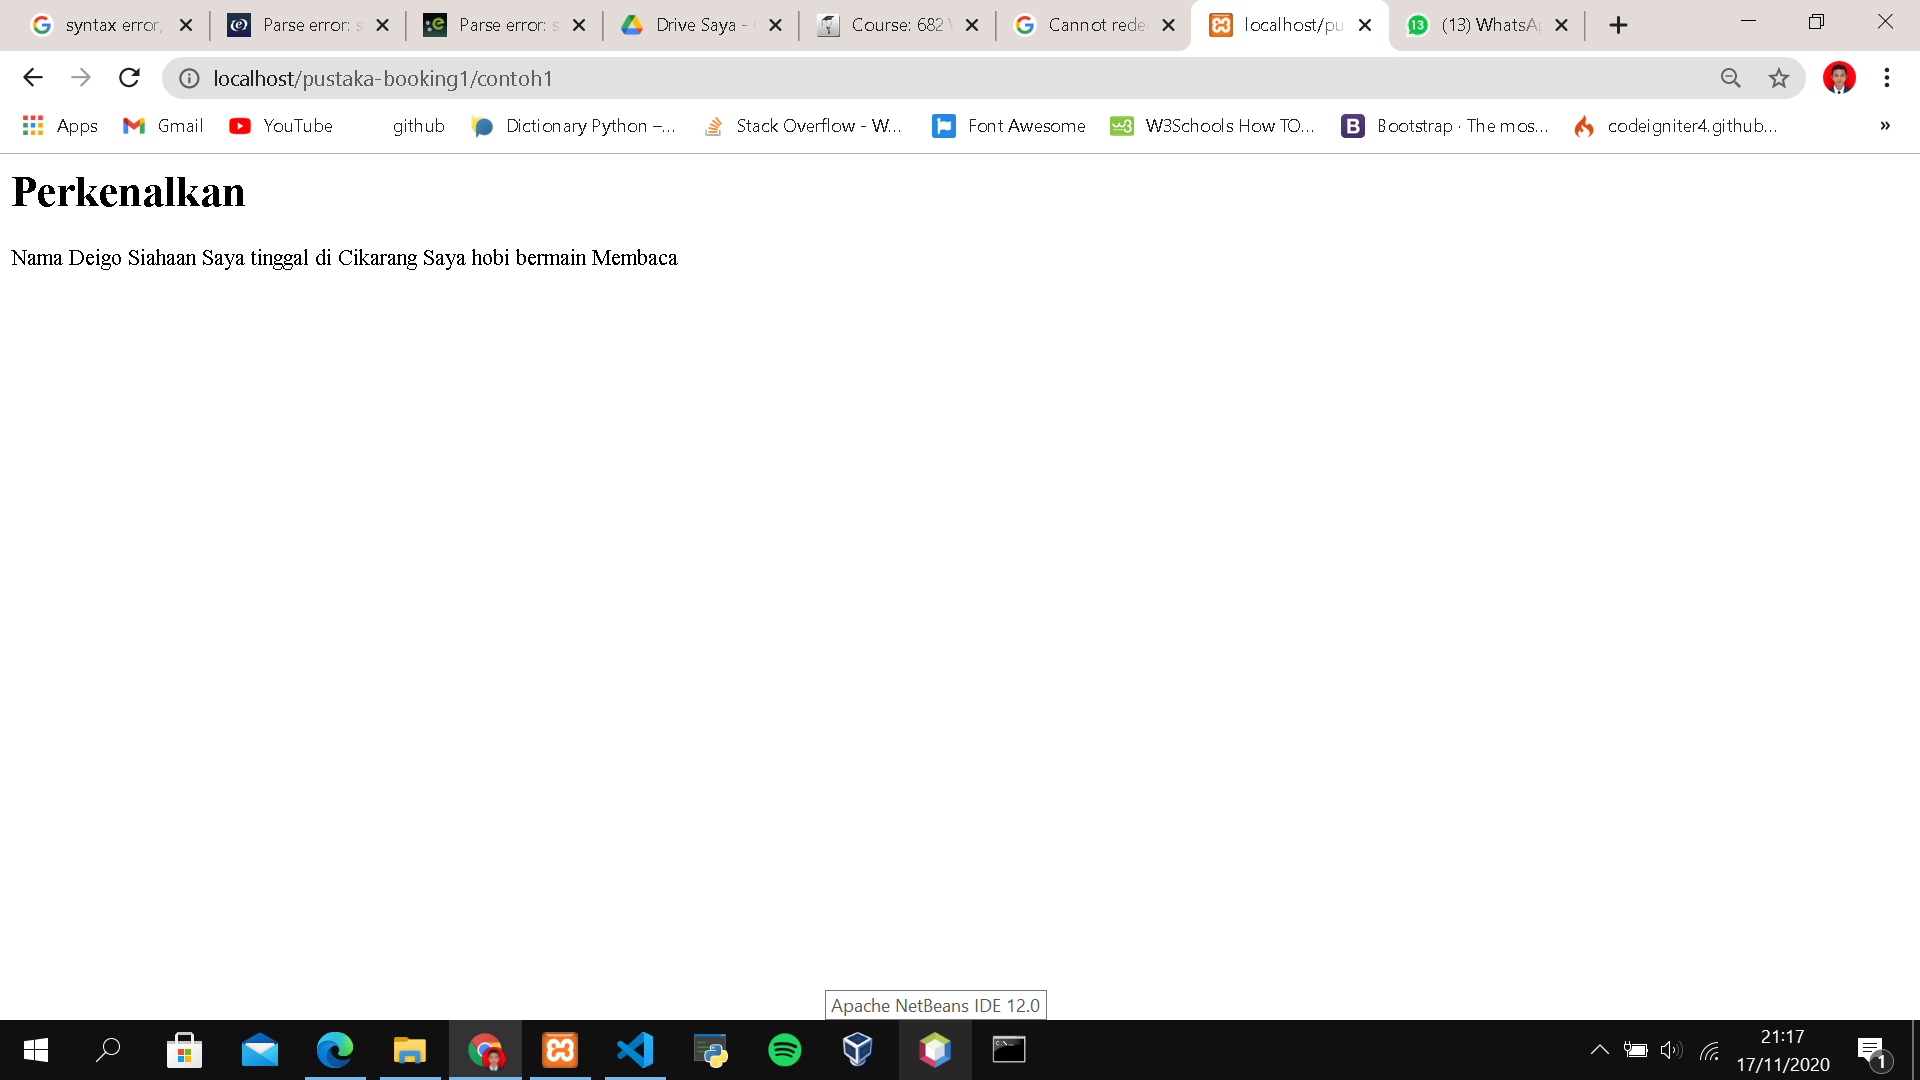 syntax error,
Parse error: s
Parse error: s
Drive Saya -
Course: 682
Cannot rede
localhost/pu
13
(13) WhatsAp
localhost/pustaka-booking1/contoh1
Apps
Gmail
YouTube
github
Dictionary Python –...
Stack Overflow - W...
Font Awesome
W3Schools How TO...
Bootstrap · The mos...
codeigniter4.github...
»
Perkenalkan
Nama Deigo Siahaan Saya tinggal di Cikarang Saya hobi bermain Membaca
Apache NetBeans IDE 12.0
21:17
17/11/2020
1